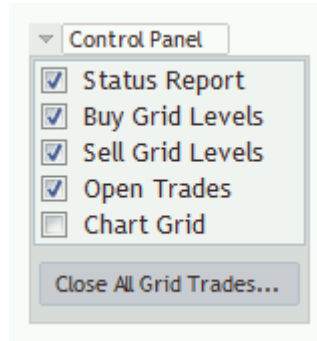 Control Panel
Status Report
Buy Grid Levels
Sell Grid Levels
Open Trades
Chart Grid
Close All Grid Trades...